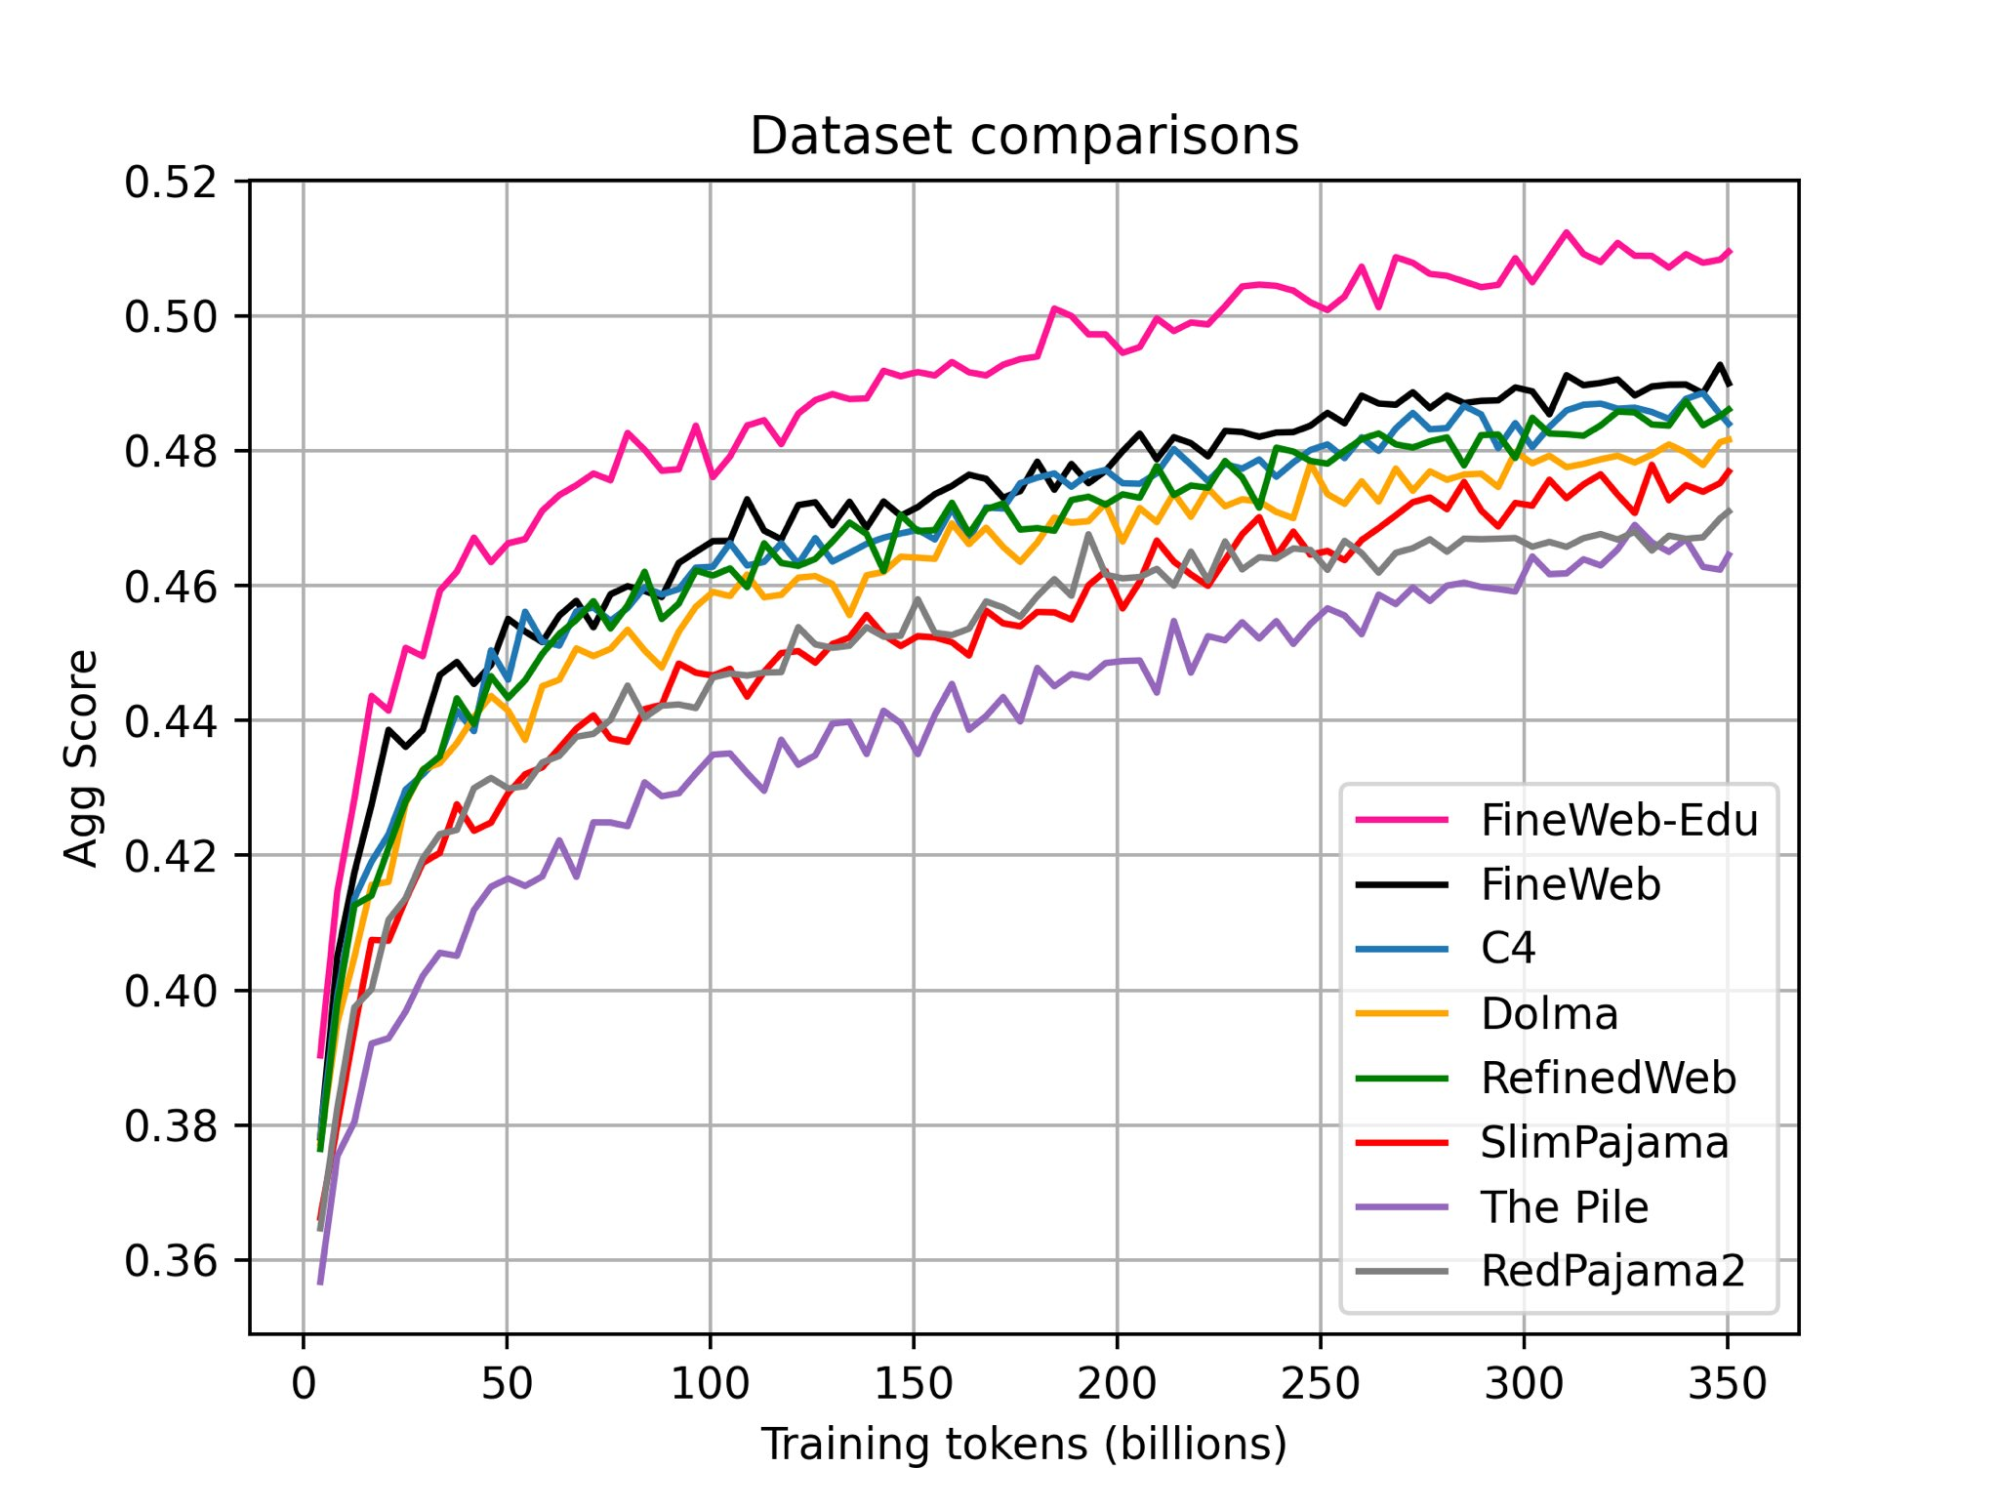 Dataset comparisons
0.52
0.50
0.48
0.46
0.44
0.42
0.40
0.38
0.36
Agg Score
FineWeb-Edu
FineWeb
C4
Dolma
RefinedWeb
SlimPajama
The Pile
RedPajama2
0 50 100 150 200 250 300 350
Training tokens (billions)